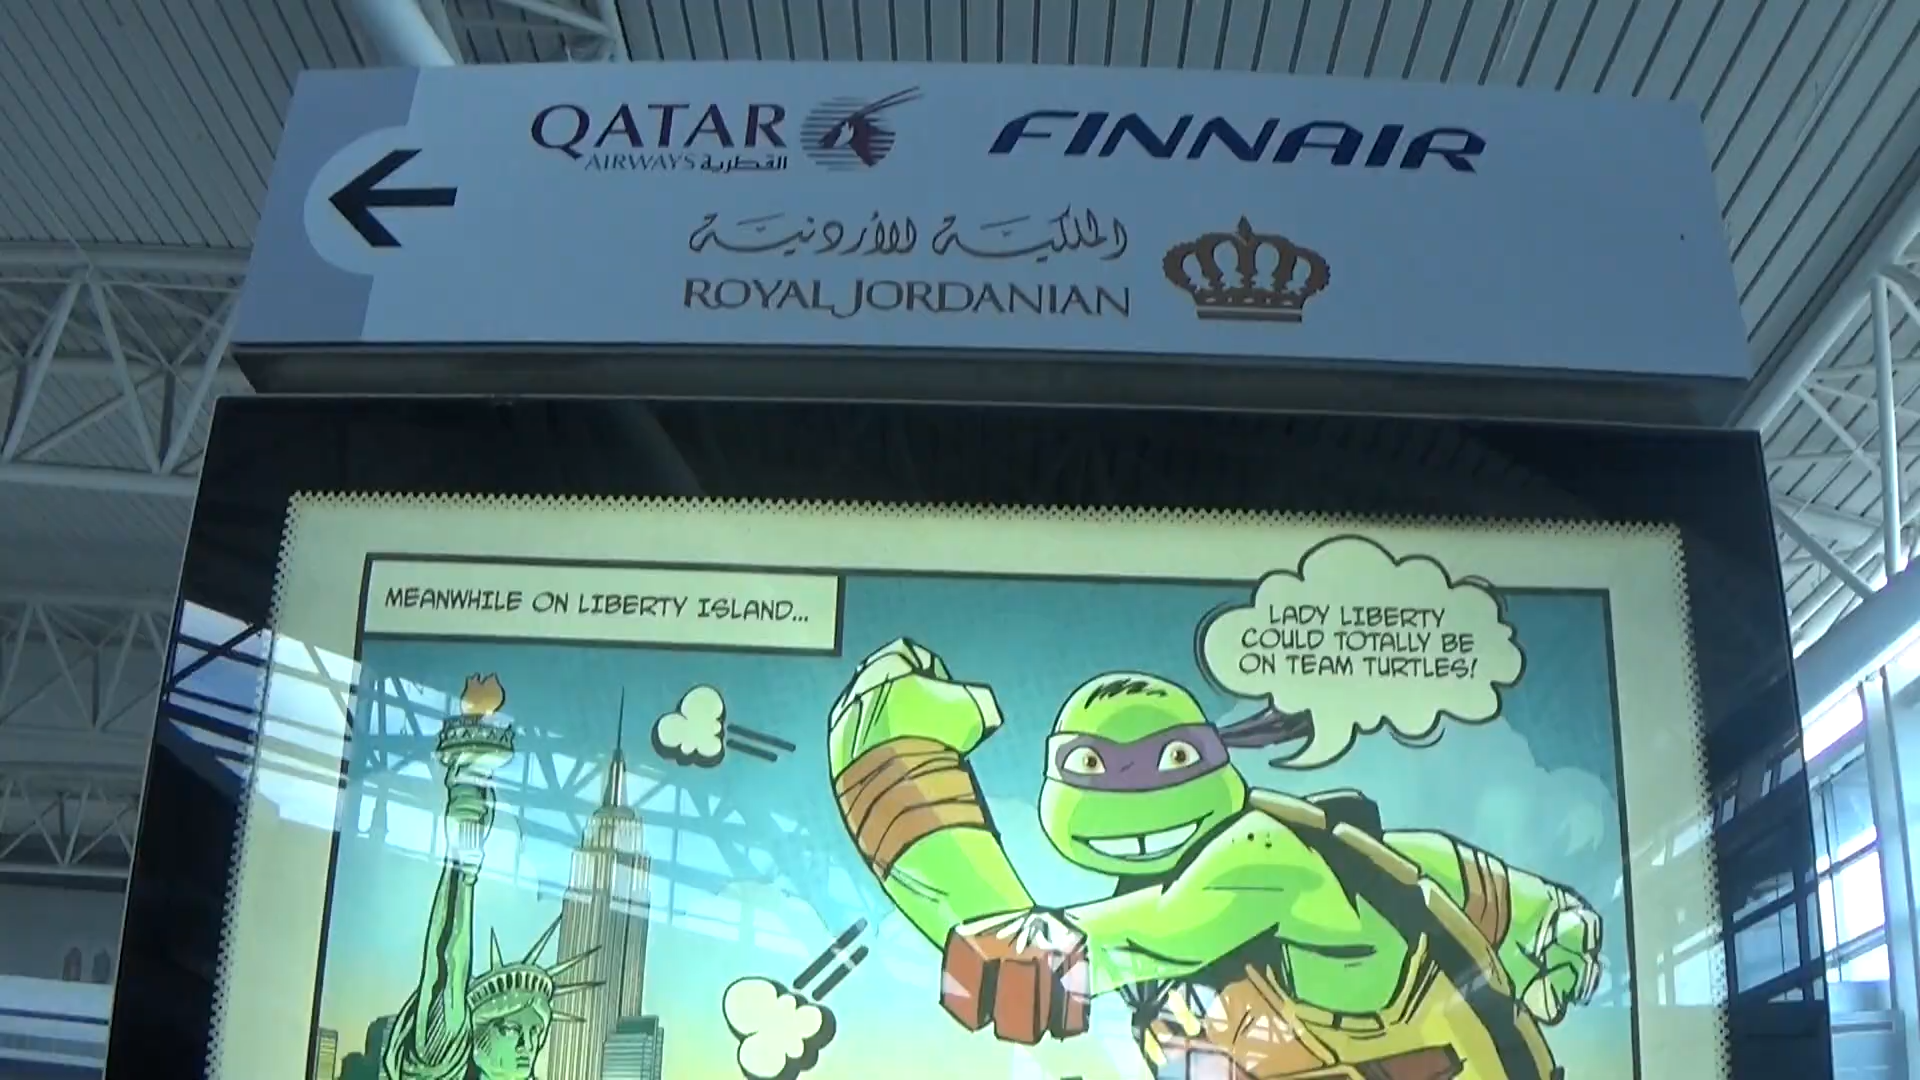 QATAR
AIRWAYS القطرية
FINNAIR
الملكية الأردنية
ROYAL JORDANIAN
MEANWHILE ON LIBERTY ISLAND...
LADY LIBERTY
COULD TOTALLY BE
ON TEAM TURTLES!